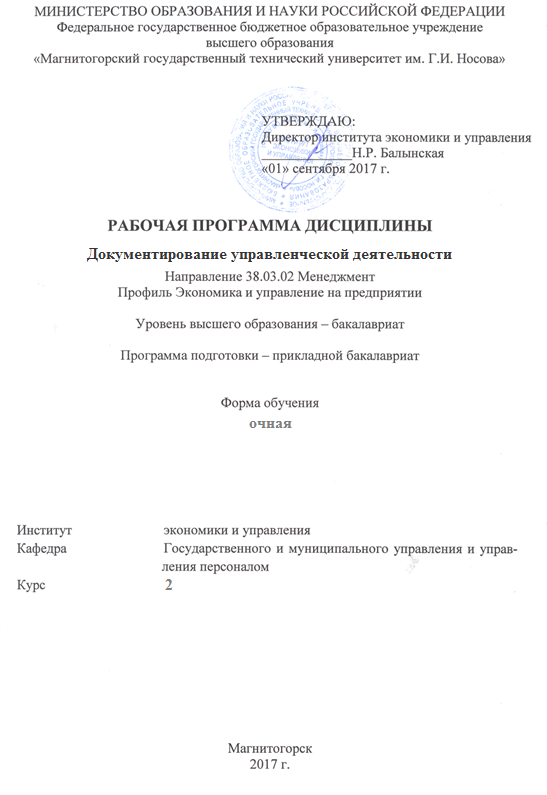 МИНИСТЕРСТВО ОБРАЗОВАНИЯ И НАУКИ РОССИЙСКОЙ ФЕДЕРАЦИИ
Федеральное государственное бюджетное образовательное учреждение
высшего образования
«Магнитогорский государственный технический университет им. Г.И. Носова»
УТВЕРЖДАЮ:
Директор института экономики и управления
_____________Н.Р. Балынская
«01» сентября 2017 г.
РАБОЧАЯ ПРОГРАММА ДИСЦИПЛИНЫ
Документирование управленческой деятельности
Направление 38.03.02 Менеджмент
Профиль Экономика и управление на предприятии
Уровень высшего образования – бакалавриат
Программа подготовки – прикладной бакалавриат
Форма обучения
очная
Институт экономики и управления
Кафедра Государственного и муниципального управления и управ-
ления персоналом
Курс 2
Магнитогорск
2017 г.